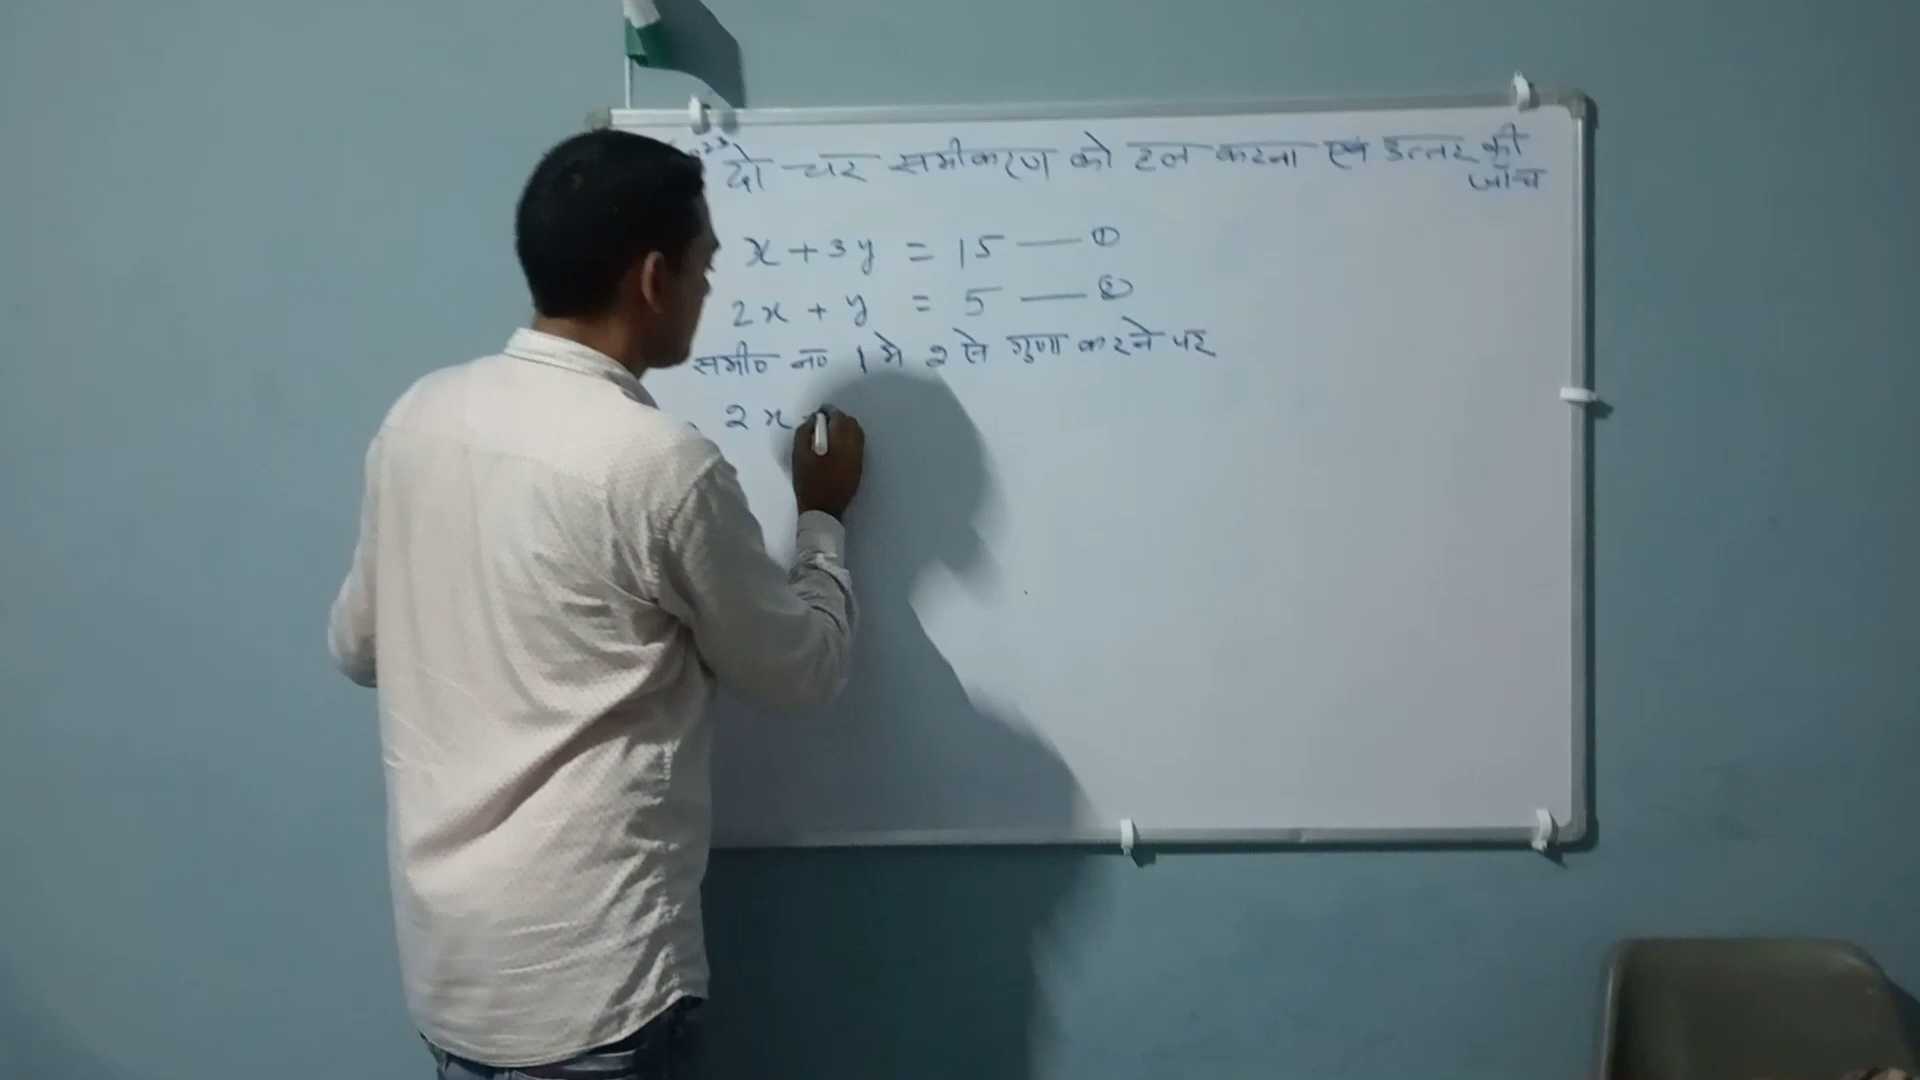 दो चर समीकरण को हल करना एवं उत्तर की
जाँच
x + 3y = 15 — ①
2x + y = 5 — ②
समी० न० 1 मे 2 से गुणा करने पर
2x